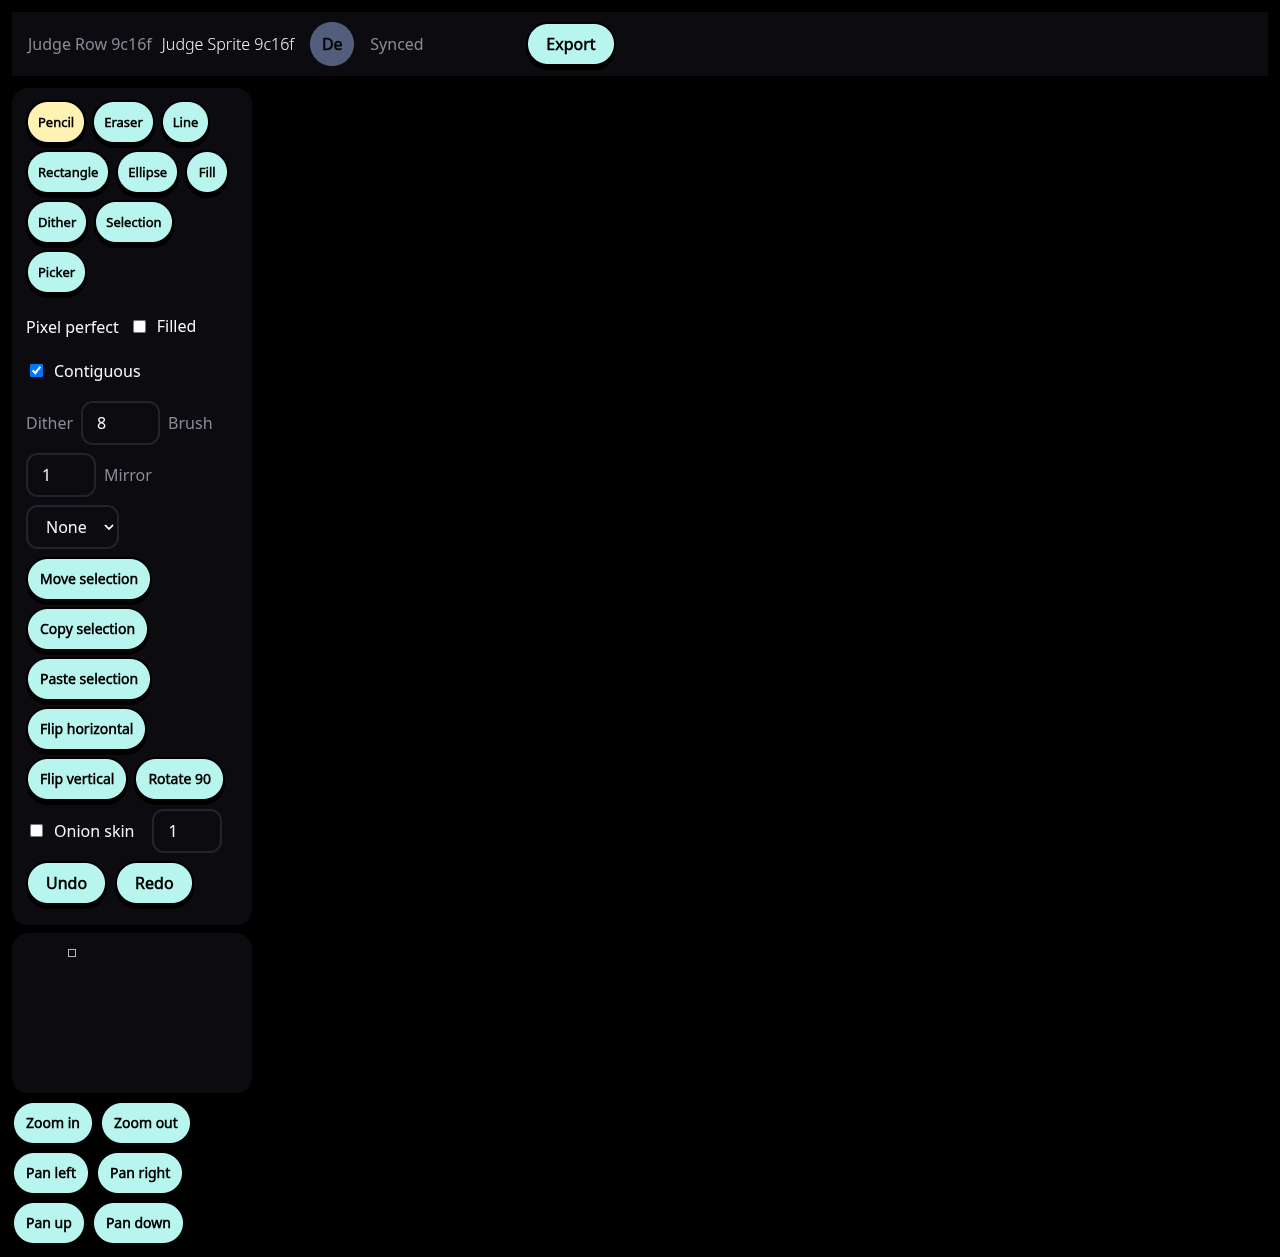 Judge Row 9c16f Judge Sprite 9c16f De Synced Export
Pencil Eraser Line
Rectangle Ellipse Fill
Dither Selection
Picker
Pixel perfect Filled
Contiguous
Dither 8 Brush
1 Mirror
None
Move selection
Copy selection
Paste selection
Flip horizontal
Flip vertical Rotate 90
Onion skin 1
Undo Redo
Zoom in Zoom out
Pan left Pan right
Pan up Pan down